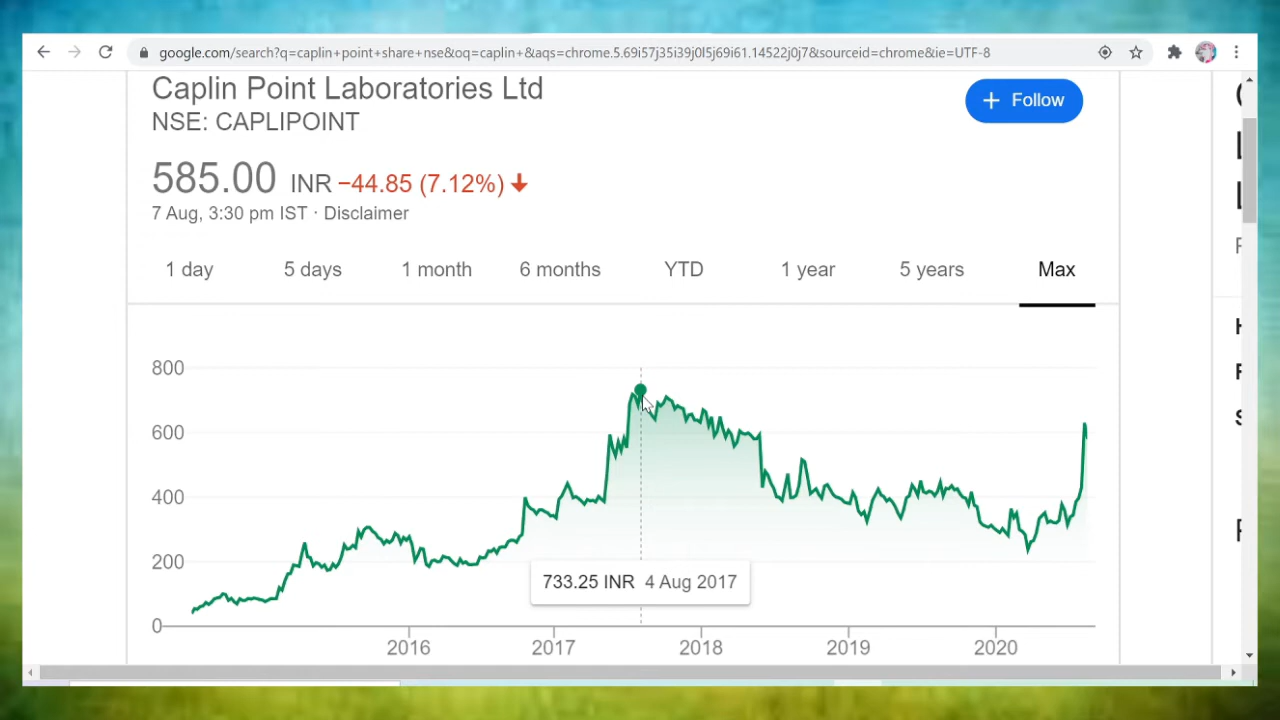 google.com/search?q=caplin+point+share+nse&oq=caplin+&aqs=chrome.5.69i57j35i39j0l5j69i61.14522j0j7&sourceid=chrome&ie=UTF-8
Caplin Point Laboratories Ltd
NSE: CAPLIPOINT
+ Follow
585.00 INR −44.85 (7.12%) ↓
7 Aug, 3:30 pm IST · Disclaimer
1 day 5 days 1 month 6 months YTD 1 year 5 years Max
800
600
400
200
0
733.25 INR 4 Aug 2017
2016 2017 2018 2019 2020